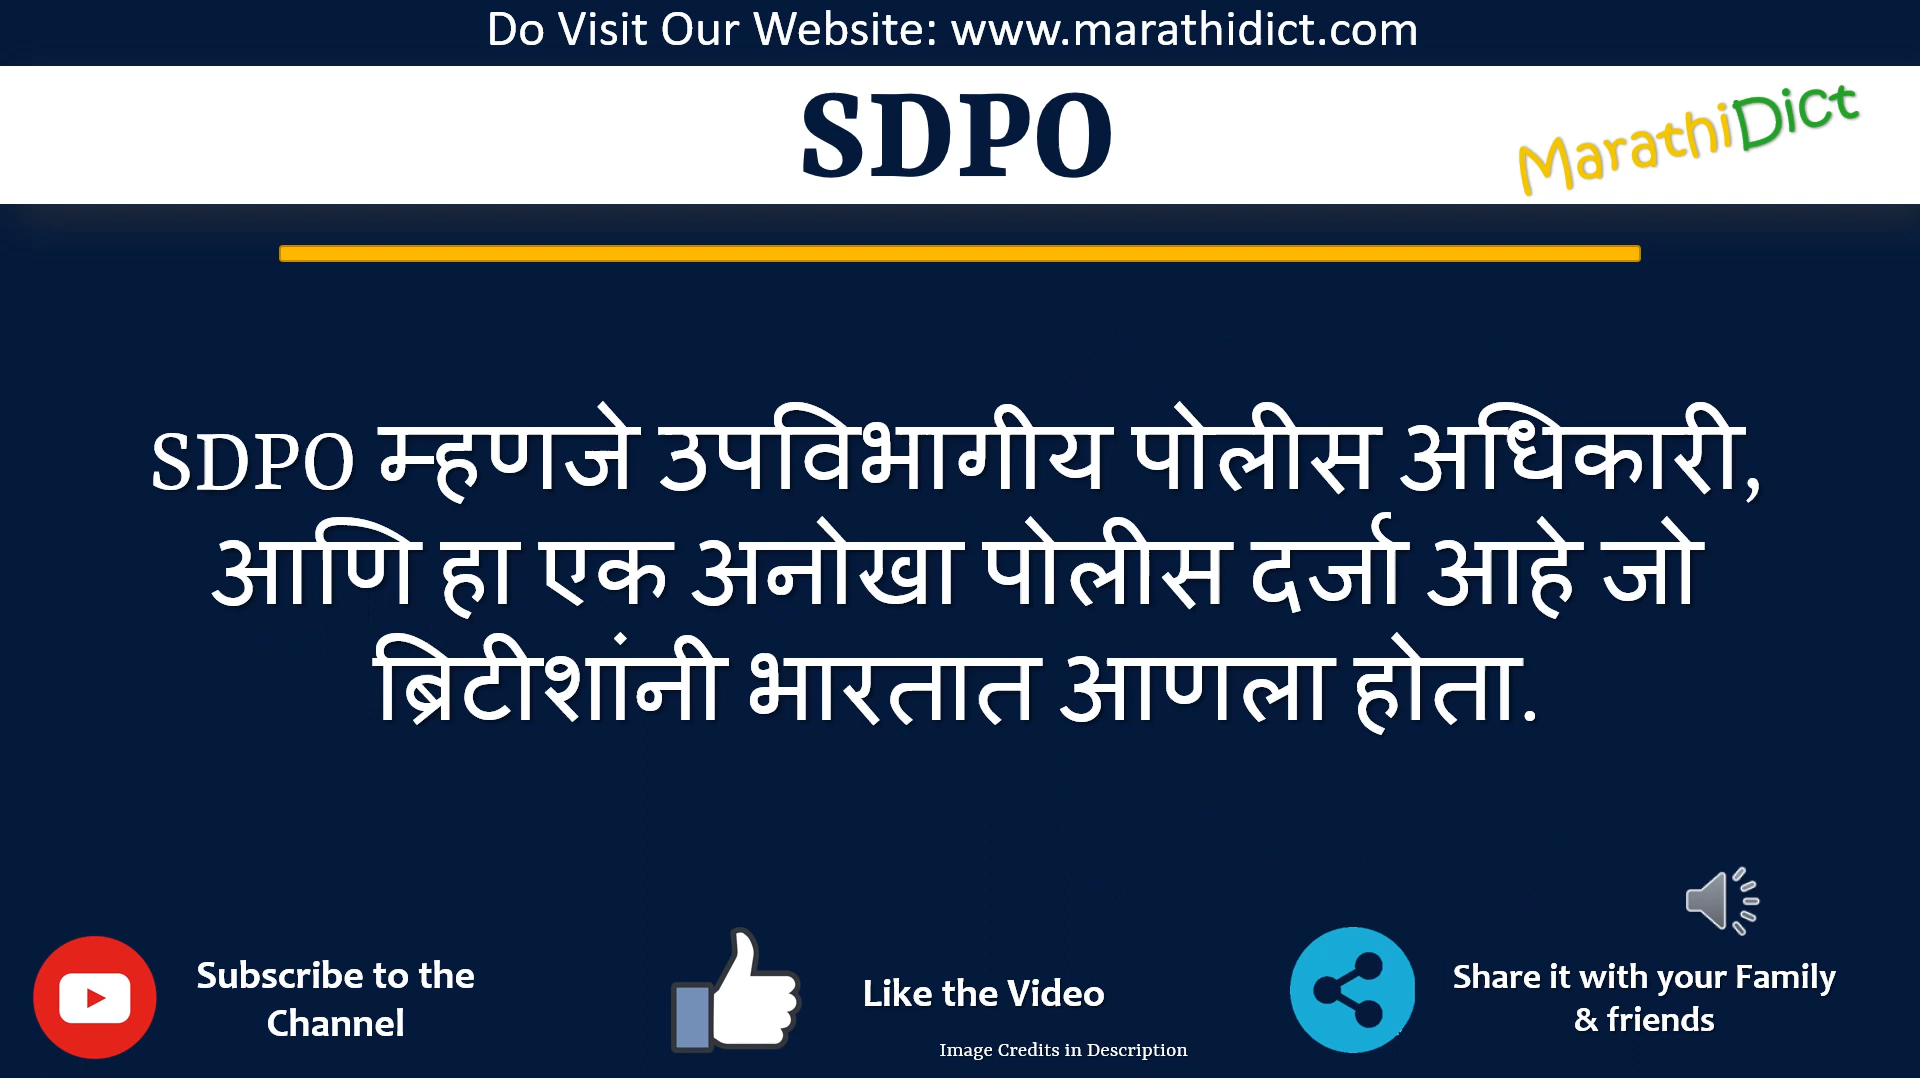 Do Visit Our Website: www.marathidict.com
SDPO
MarathiDict
SDPO म्हणजे उपविभागीय पोलीस अधिकारी,
आणि हा एक अनोखा पोलीस दर्जा आहे जो
ब्रिटीशांनी भारतात आणला होता.
Subscribe to the
Channel
Like the Video
Share it with your Family
& friends
Image Credits in Description